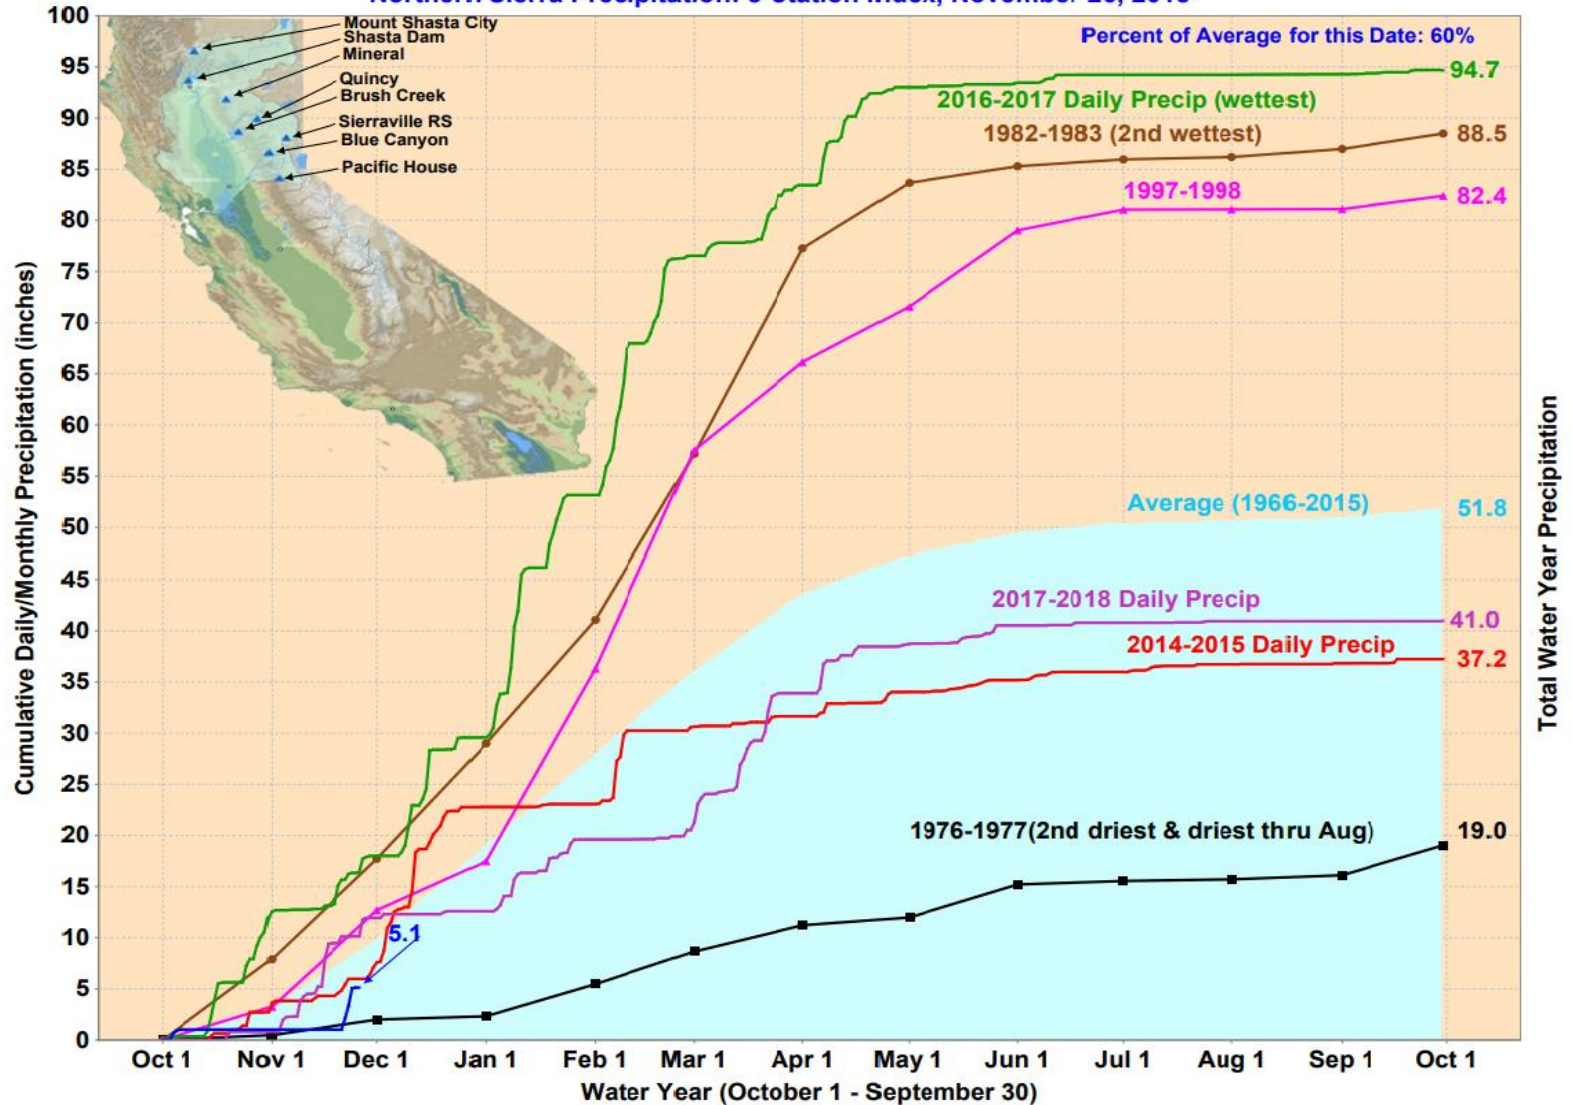 100
95
90
85
80
75
70
65
60
55
50
45
40
35
30
25
20
15
10
5
0
Cumulative Daily/Monthly Precipitation (inches)
Mount Shasta City
Shasta Dam
Mineral
Quincy
Brush Creek
Sierraville RS
Blue Canyon
Pacific House
Percent of Average for this Date: 60%
94.7
2016-2017 Daily Precip (wettest)
1982-1983 (2nd wettest)
88.5
1997-1998
82.4
Average (1966-2015)
51.8
2017-2018 Daily Precip
41.0
2014-2015 Daily Precip
37.2
1976-1977(2nd driest & driest thru Aug)
19.0
5.1
Total Water Year Precipitation
Oct 1 Nov 1 Dec 1 Jan 1 Feb 1 Mar 1 Apr 1 May 1 Jun 1 Jul 1 Aug 1 Sep 1 Oct 1
Water Year (October 1 - September 30)